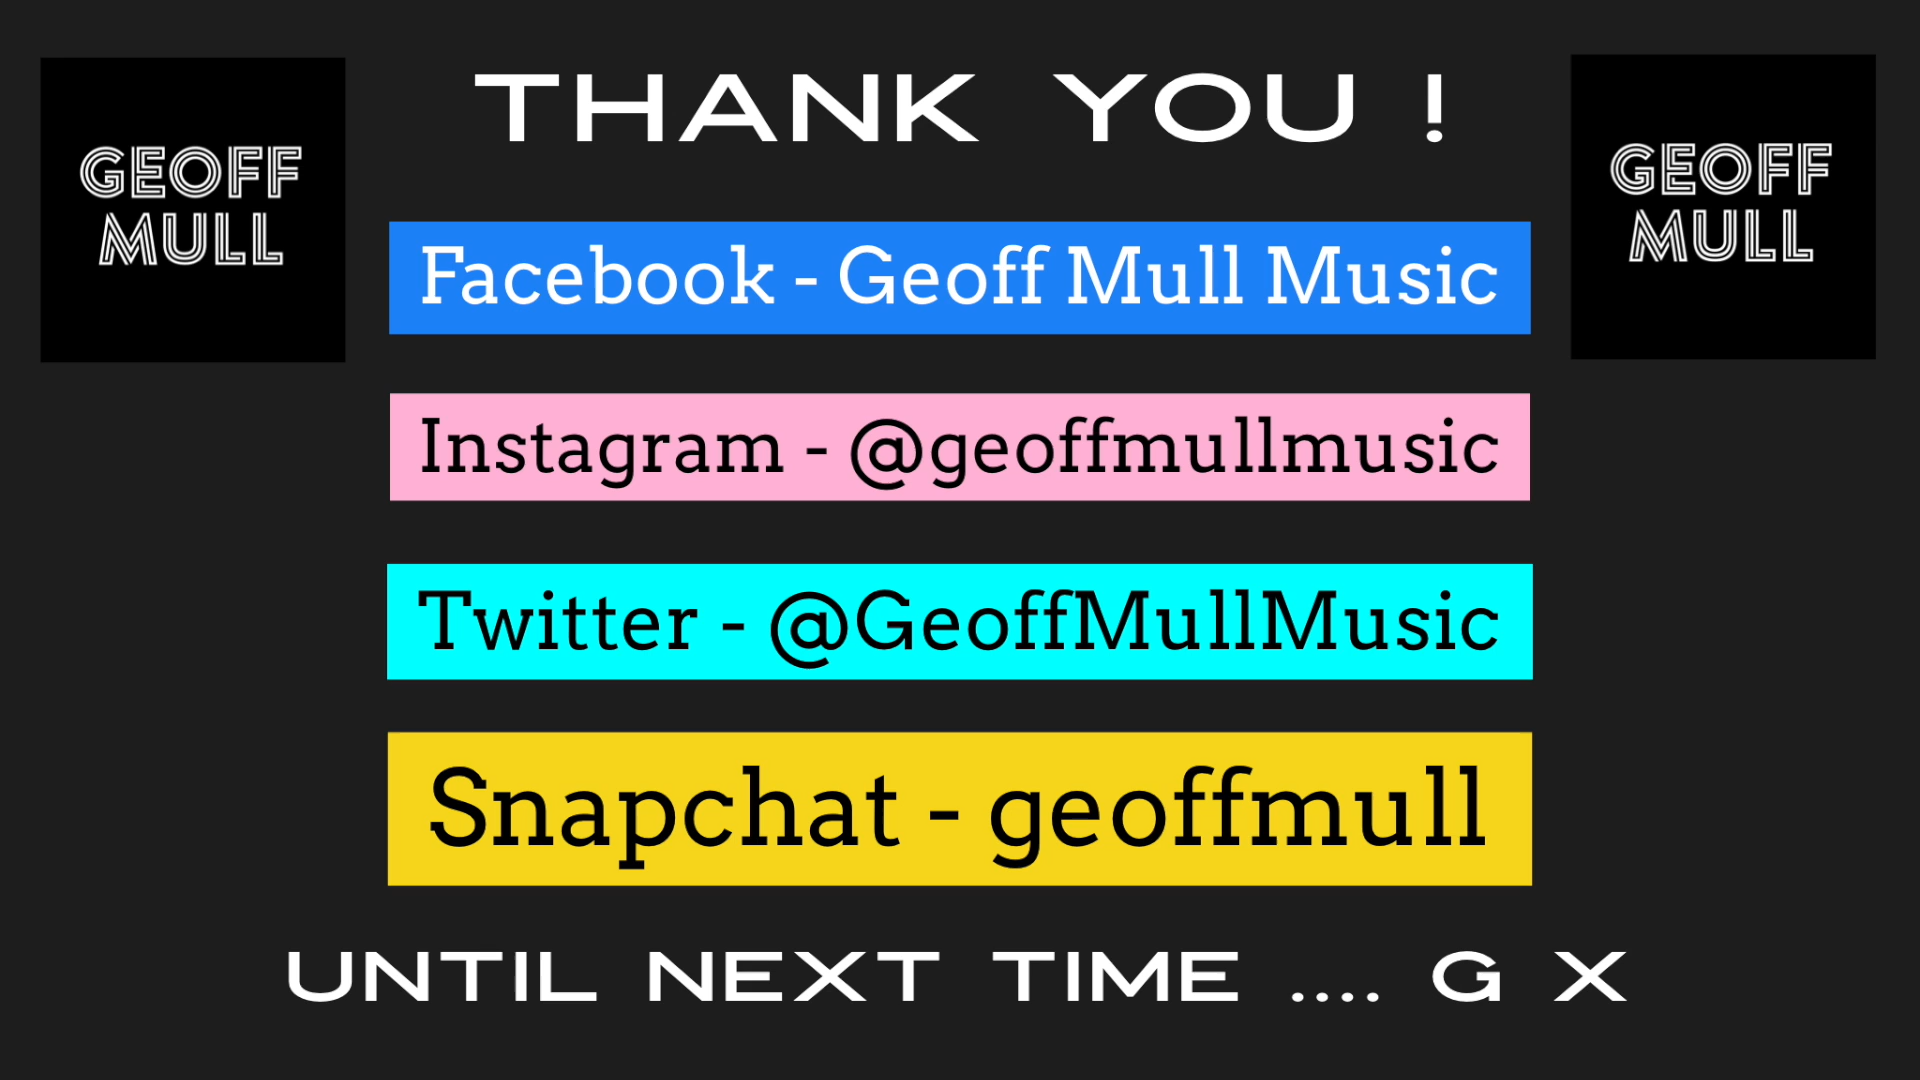 THANK YOU !
GEOFF
MULL
GEOFF
MULL
Facebook - Geoff Mull Music
Instagram - @geoffmullmusic
Twitter - @GeoffMullMusic
Snapchat - geoffmull
UNTIL NEXT TIME .... G X